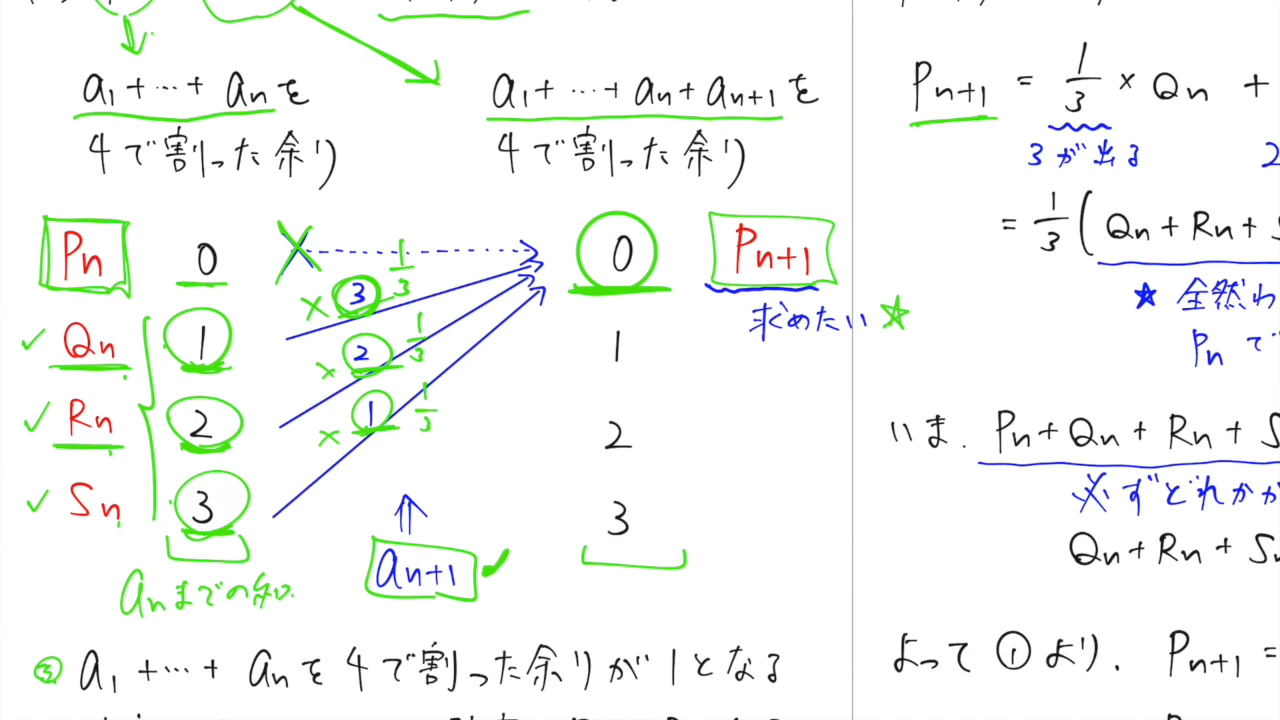 a₁+…+anを
4で割った余り
a₁+…+an+an+1を
4で割った余り
Pn 0
Qn 1
Rn 2
Sn 3
anまでの和
×3 1/3
×2 1/3
×1 1/3
an+1
0 Pn+1
求めたい☆
1
2
3
③ a₁+…+anを4で割った余りが1となる
Pn+1 = 1/3 × Qn +
3が出る 2
= 1/3 (Qn + Rn +
★ 全然わ
Pn で
いま. Pn + Qn + Rn + S
必ずどれかが
Qn + Rn + Sn
よって①より. Pn+1 =